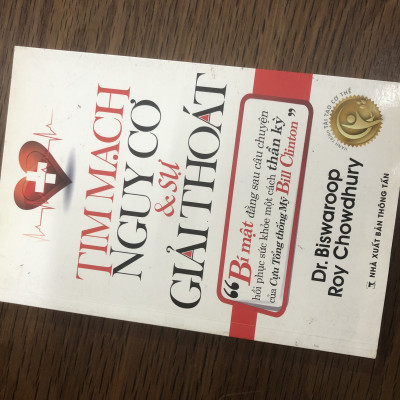 TIM MẠCH
NGUY CƠ
& SỰ
GIẢI THOÁT
“Bí mật đằng sau câu chuyện
hồi phục sức khỏe một cách thần kỳ
của Cựu Tổng thống Mỹ Bill Clinton”
Dr. Biswaroop
Roy Chowdhury
NHÀ XUẤT BẢN THÔNG TẤN